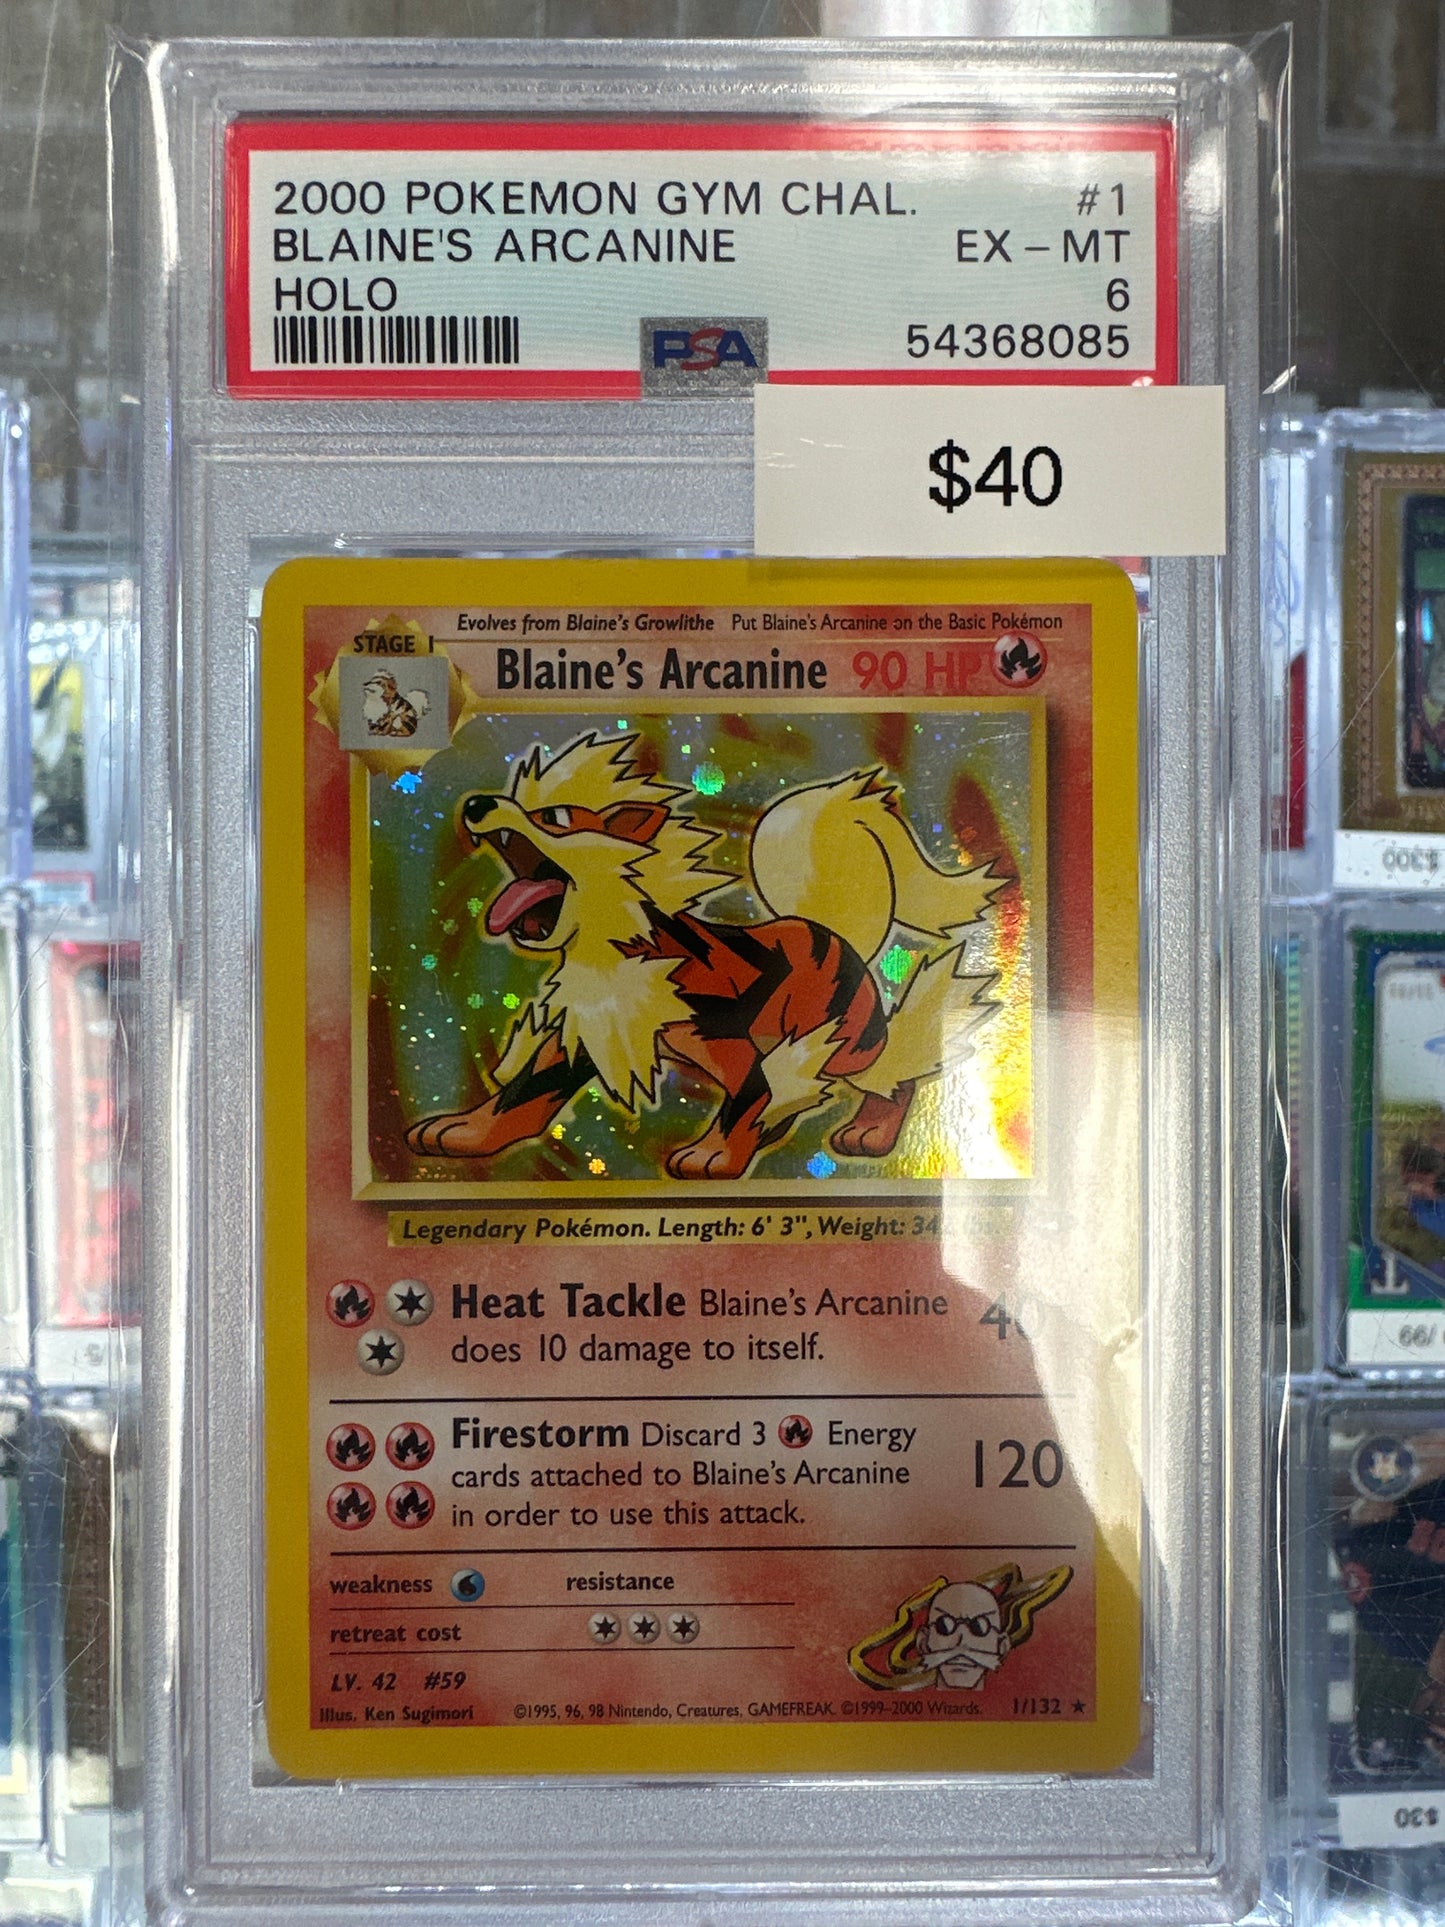 2000 POKEMON GYM CHAL. #1
BLAINE'S ARCANINE EX - MT
HOLO 6
PSA 54368085
$40
Evolves from Blaine's Growlithe Put Blaine's Arcanine on the Basic Pokémon
STAGE 1
Blaine's Arcanine 90 HP
Legendary Pokémon. Length: 6' 3", Weight:
Heat Tackle Blaine's Arcanine 40
does 10 damage to itself.
Firestorm Discard 3 Energy
cards attached to Blaine's Arcanine 120
in order to use this attack.
weakness resistance
retreat cost
LV. 42 #59
Illus. Ken Sugimori ©1995, 96, 98 Nintendo, Creatures, GAMEFREAK. ©1999-2000 Wizards. 1/132 ★
$300
/99
$30